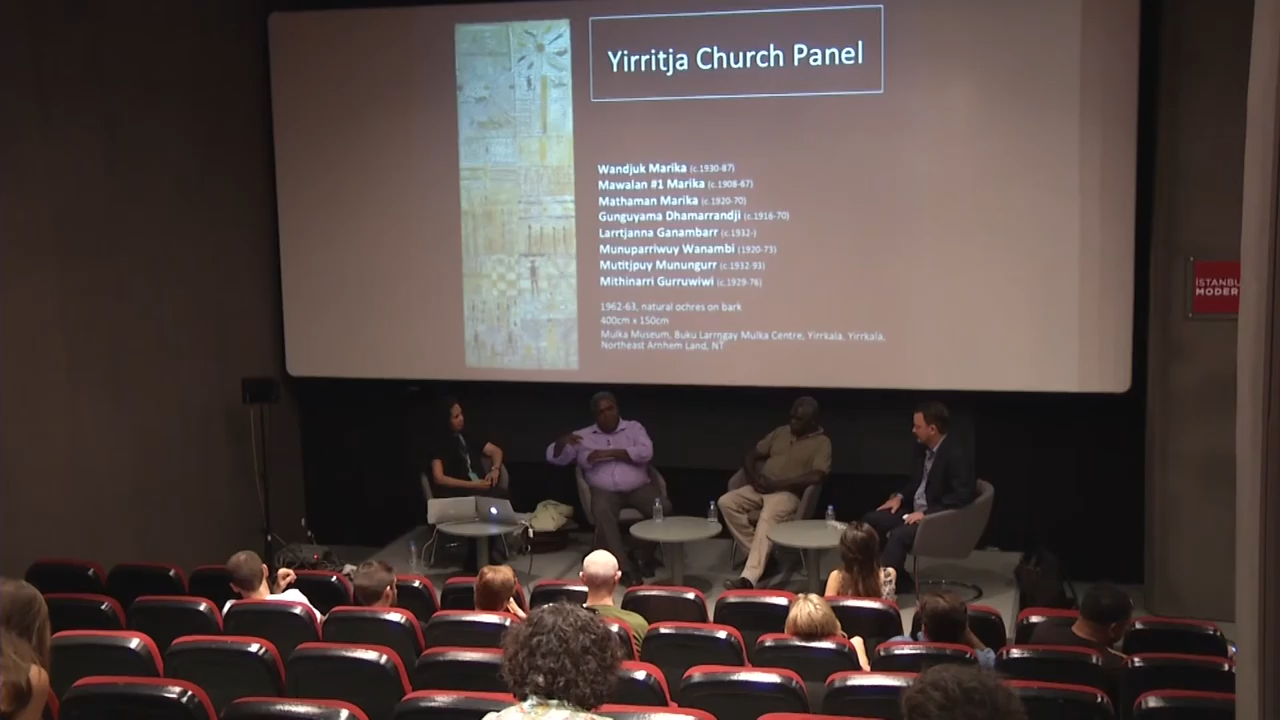 Yirritja Church Panel
Wandjuk Marika (c.1930-87)
Mawalan #1 Marika (c.1908-67)
Mathaman Marika (c.1920-70)
Gunguyama Dhamarrandji (c.1916-70)
Larrtjanna Ganambarr (c.1932-)
Munuparriwuy Wanambi (1920-73)
Mutitjpuy Munungurr (c.1932-93)
Mithinarri Gurruwiwi (c.1929-76)
1962-63, natural ochres on bark
400cm x 150cm
Mulka Museum, Buku Larrngay Mulka Centre, Yirrkala, Yirrkala,
Northeast Arnhem Land, NT
İSTANBU
MODER